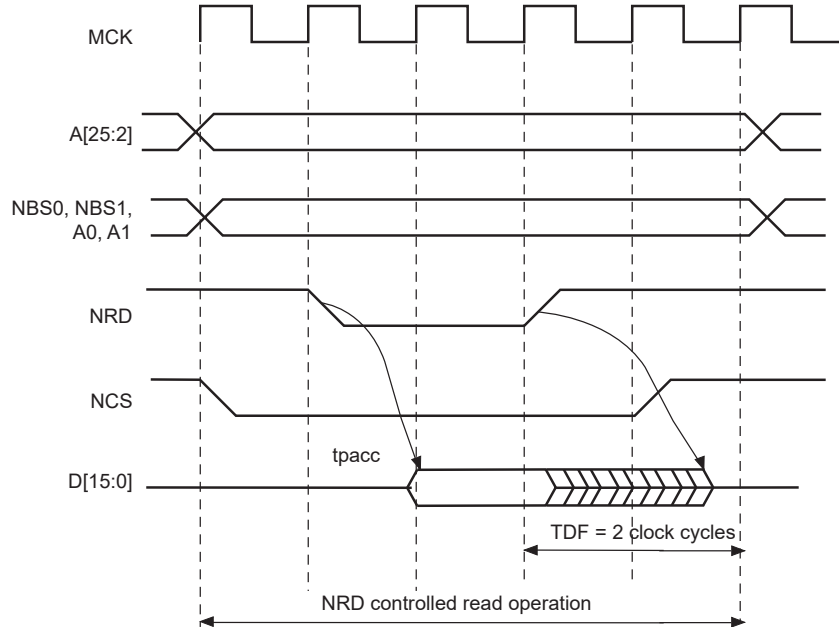 MCK
A[25:2]
NBS0, NBS1,
A0, A1
NRD
NCS
tpacc
D[15:0]
TDF = 2 clock cycles
NRD controlled read operation